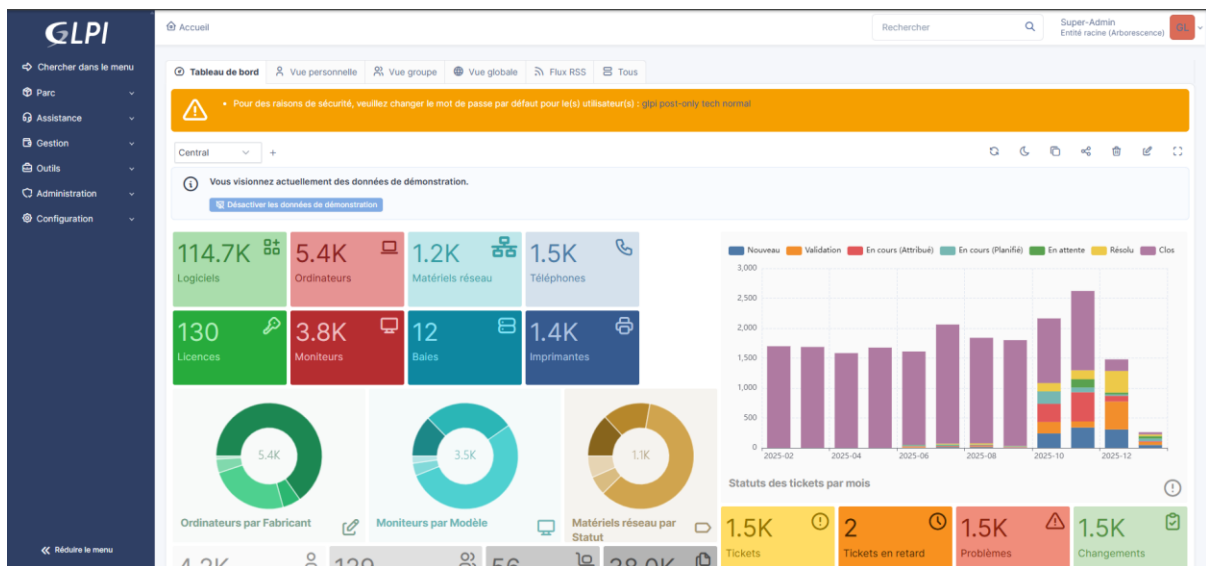 GLPI
Accueil
Rechercher
Super-Admin
Entité racine (Arborescence)
GL
Chercher dans le menu
Parc
Assistance
Gestion
Outils
Administration
Configuration
Réduire le menu
Tableau de bord
Vue personnelle
Vue groupe
Vue globale
Flux RSS
Tous
Pour des raisons de sécurité, veuillez changer le mot de passe par défaut pour le(s) utilisateur(s) : glpi post-only tech normal
Central
Vous visionnez actuellement des données de démonstration.
Désactiver les données de démonstration
114.7K
Logiciels
5.4K
Ordinateurs
1.2K
Matériels réseau
1.5K
Téléphones
130
Licences
3.8K
Moniteurs
12
Baies
1.4K
Imprimantes
5.4K
Ordinateurs par Fabricant
3.5K
Moniteurs par Modèle
1.1K
Matériels réseau par
Statut
Nouveau Validation En cours (Attribué) En cours (Planifié) En attente Résolu Clos
3,000
2,500
2,000
1,500
1,000
500
0
2025-02 2025-04 2025-06 2025-08 2025-10 2025-12
Statuts des tickets par mois
1.5K
Tickets
2
Tickets en retard
1.5K
Problèmes
1.5K
Changements